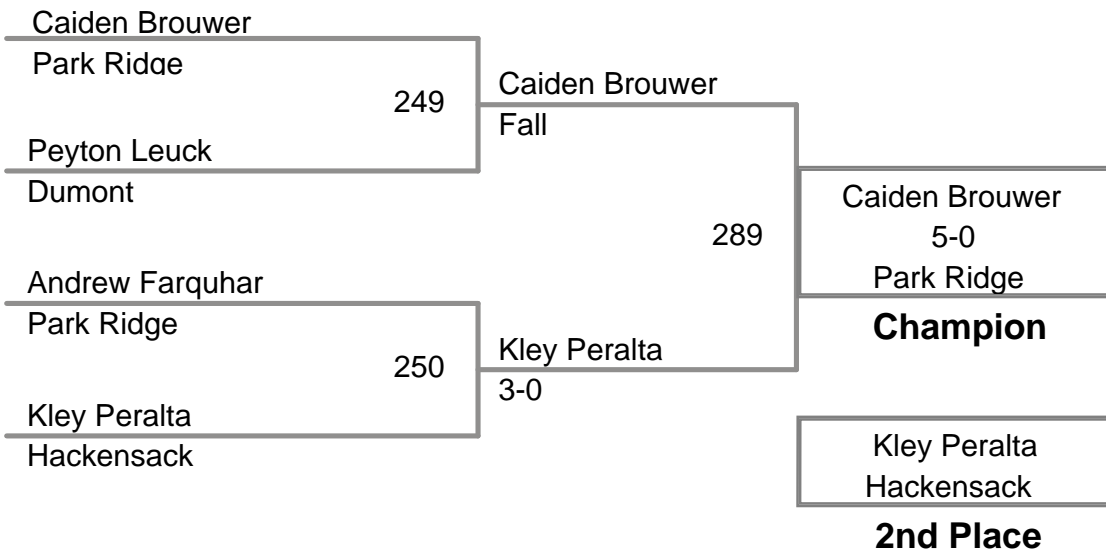 Caiden Brouwer
Park Ridge
249
Caiden Brouwer
Fall
Peyton Leuck
Dumont
289
Caiden Brouwer
5-0
Park Ridge
Champion
Andrew Farquhar
Park Ridge
250
Kley Peralta
3-0
Kley Peralta
Hackensack
Kley Peralta
Hackensack
2nd Place